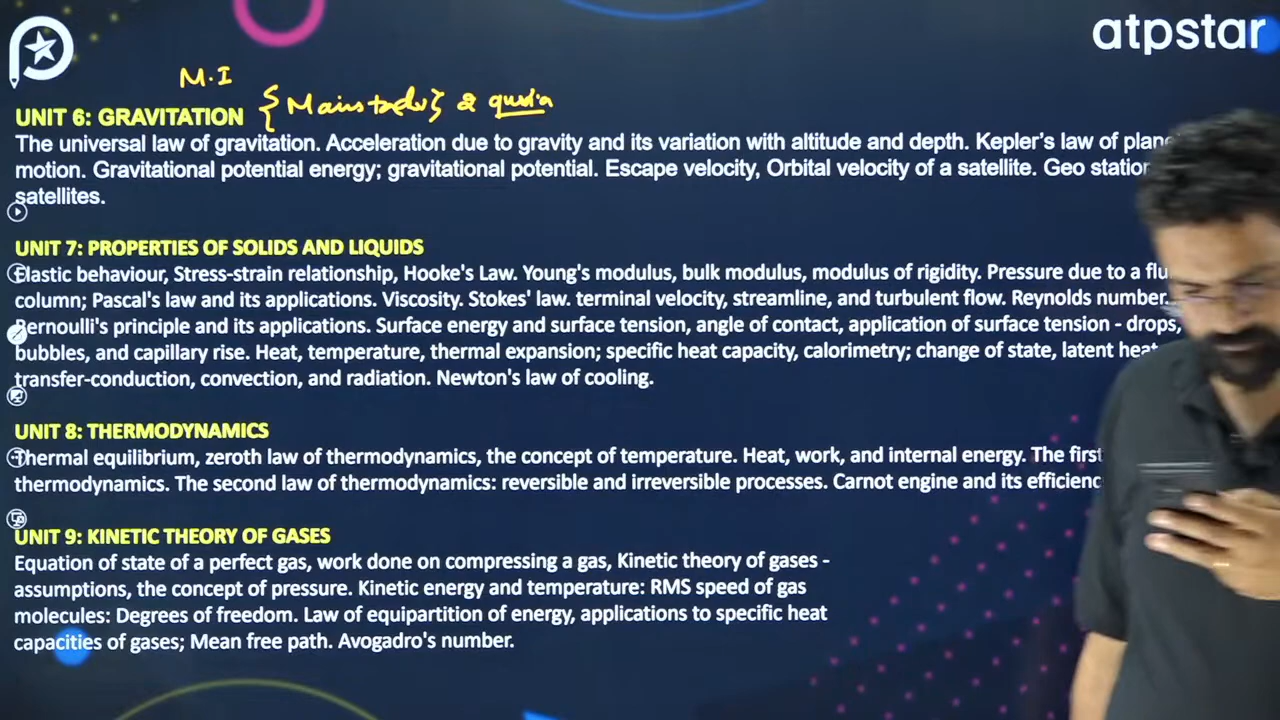 atpstar
M.I
UNIT 6: GRAVITATION { } 2
The universal law of gravitation. Acceleration due to gravity and its variation with altitude and depth. Kepler's law of plane
motion. Gravitational potential energy; gravitational potential. Escape velocity, Orbital velocity of a satellite. Geo station
satellites.
UNIT 7: PROPERTIES OF SOLIDS AND LIQUIDS
Elastic behaviour, Stress-strain relationship, Hooke's Law. Young's modulus, bulk modulus, modulus of rigidity. Pressure due to a flu
column; Pascal's law and its applications. Viscosity. Stokes' law. terminal velocity, streamline, and turbulent flow. Reynolds number.
Bernoulli's principle and its applications. Surface energy and surface tension, angle of contact, application of surface tension - drops,
bubbles, and capillary rise. Heat, temperature, thermal expansion; specific heat capacity, calorimetry; change of state, latent heat
transfer-conduction, convection, and radiation. Newton's law of cooling.
UNIT 8: THERMODYNAMICS
Thermal equilibrium, zeroth law of thermodynamics, the concept of temperature. Heat, work, and internal energy. The first
thermodynamics. The second law of thermodynamics: reversible and irreversible processes. Carnot engine and its efficienc
UNIT 9: KINETIC THEORY OF GASES
Equation of state of a perfect gas, work done on compressing a gas, Kinetic theory of gases -
assumptions, the concept of pressure. Kinetic energy and temperature: RMS speed of gas
molecules: Degrees of freedom. Law of equipartition of energy, applications to specific heat
capacities of gases; Mean free path. Avogadro's number.